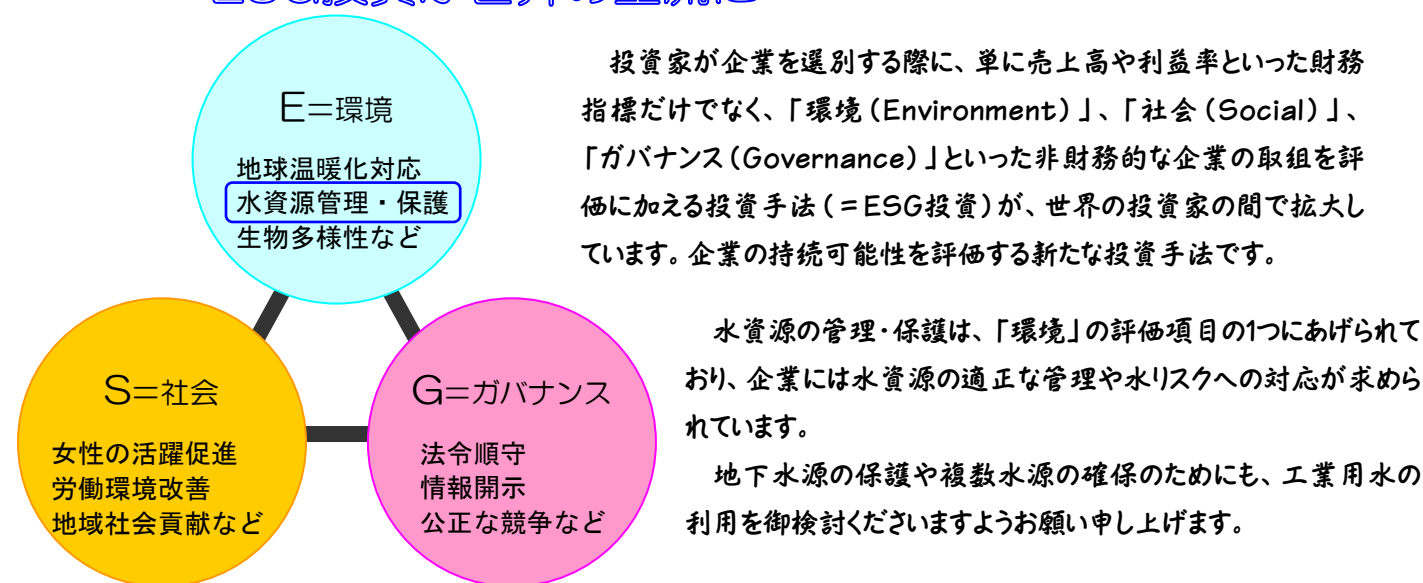 ESG投資が世界の主流に
E=環境
地球温暖化対応
水資源管理・保護
生物多様性など
S=社会
女性の活躍促進
労働環境改善
地域社会貢献など
G=ガバナンス
法令順守
情報開示
公正な競争など
投資家が企業を選別する際に、単に売上高や利益率といった財務
指標だけでなく、「環境(Environment)」、「社会(Social)」、
「ガバナンス(Governance)」といった非財務的な企業の取組を評
価に加える投資手法(=ESG投資)が、世界の投資家の間で拡大し
ています。企業の持続可能性を評価する新たな投資手法です。
水資源の管理・保護は、「環境」の評価項目の1つにあげられて
おり、企業には水資源の適正な管理や水リスクへの対応が求めら
れています。
地下水源の保護や複数水源の確保のためにも、工業用水の
利用を御検討くださいますようお願い申し上げます。